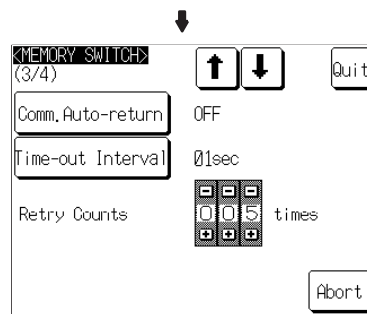 <MEMORY SWITCH>
(3/4) Quit
Comm.Auto-return OFF
Time-out Interval 01sec
Retry Counts 005 times
Abort